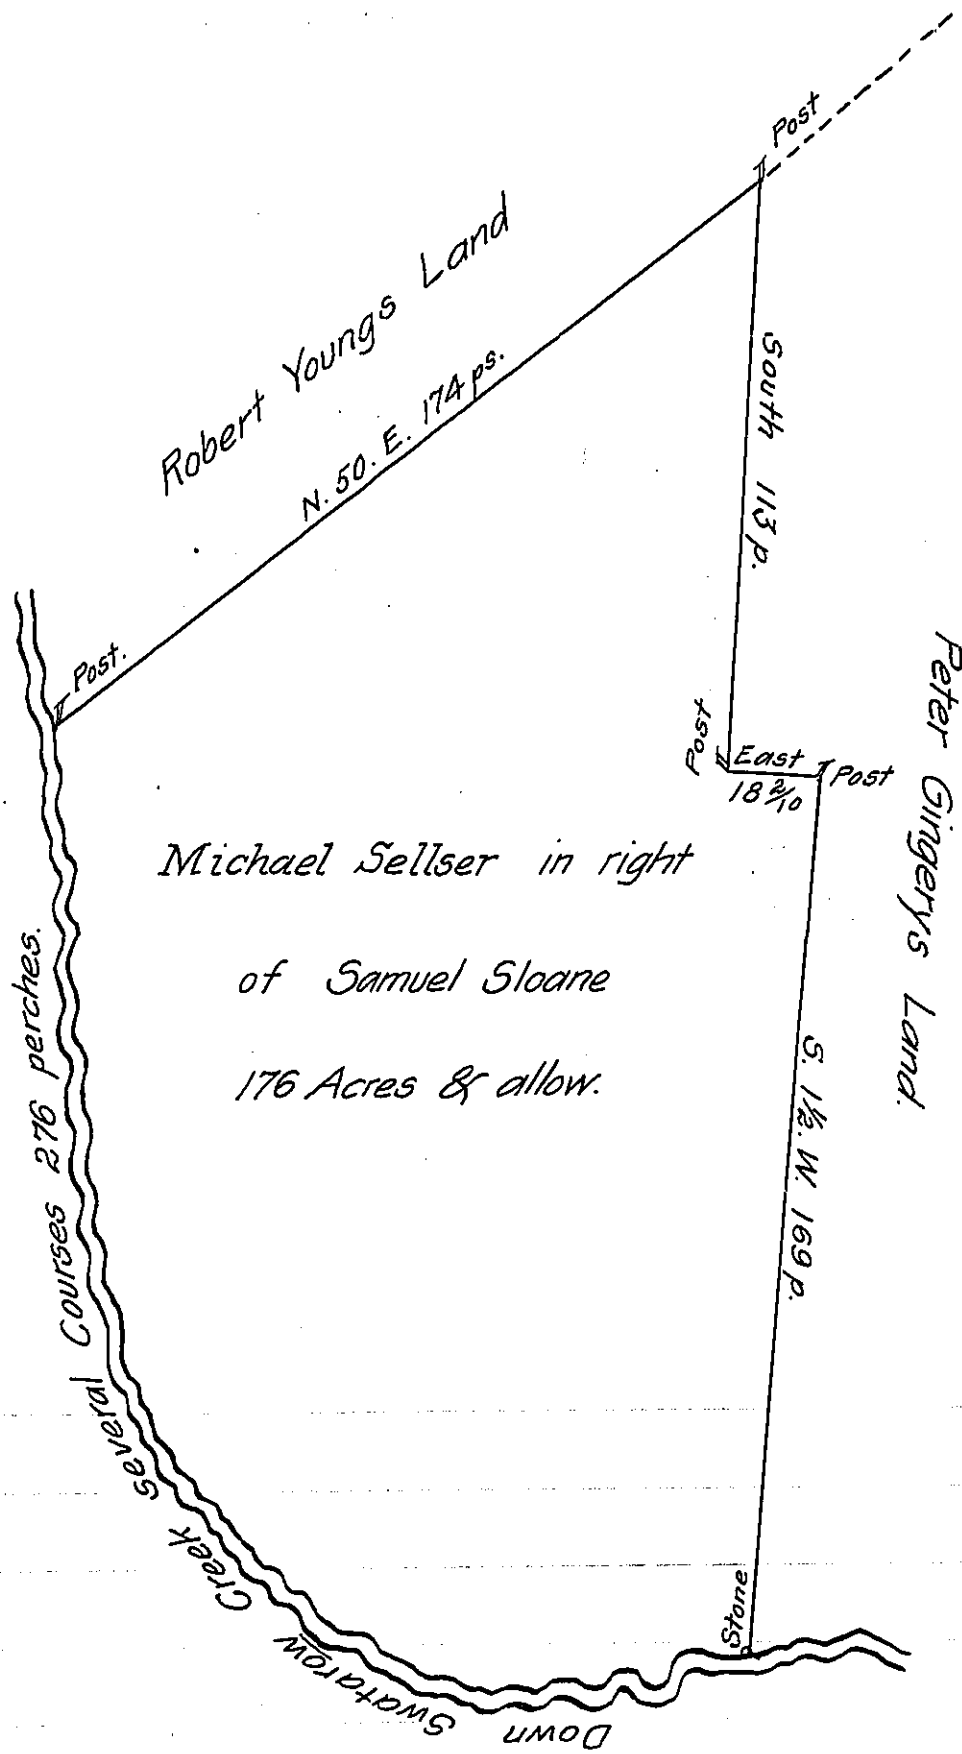 Post
Robert Youngs Land
N. 50. E. 174 ps.
South 113 p.
Post.
Post
East
18 2/10
Post
Peter Gingerys Land.
Michael Sellser in right
of Samuel Sloane
176 Acres & allow.
S. 1½. W. 169 p.
Stone
Down Swatarow Creek several Courses 276 perches.